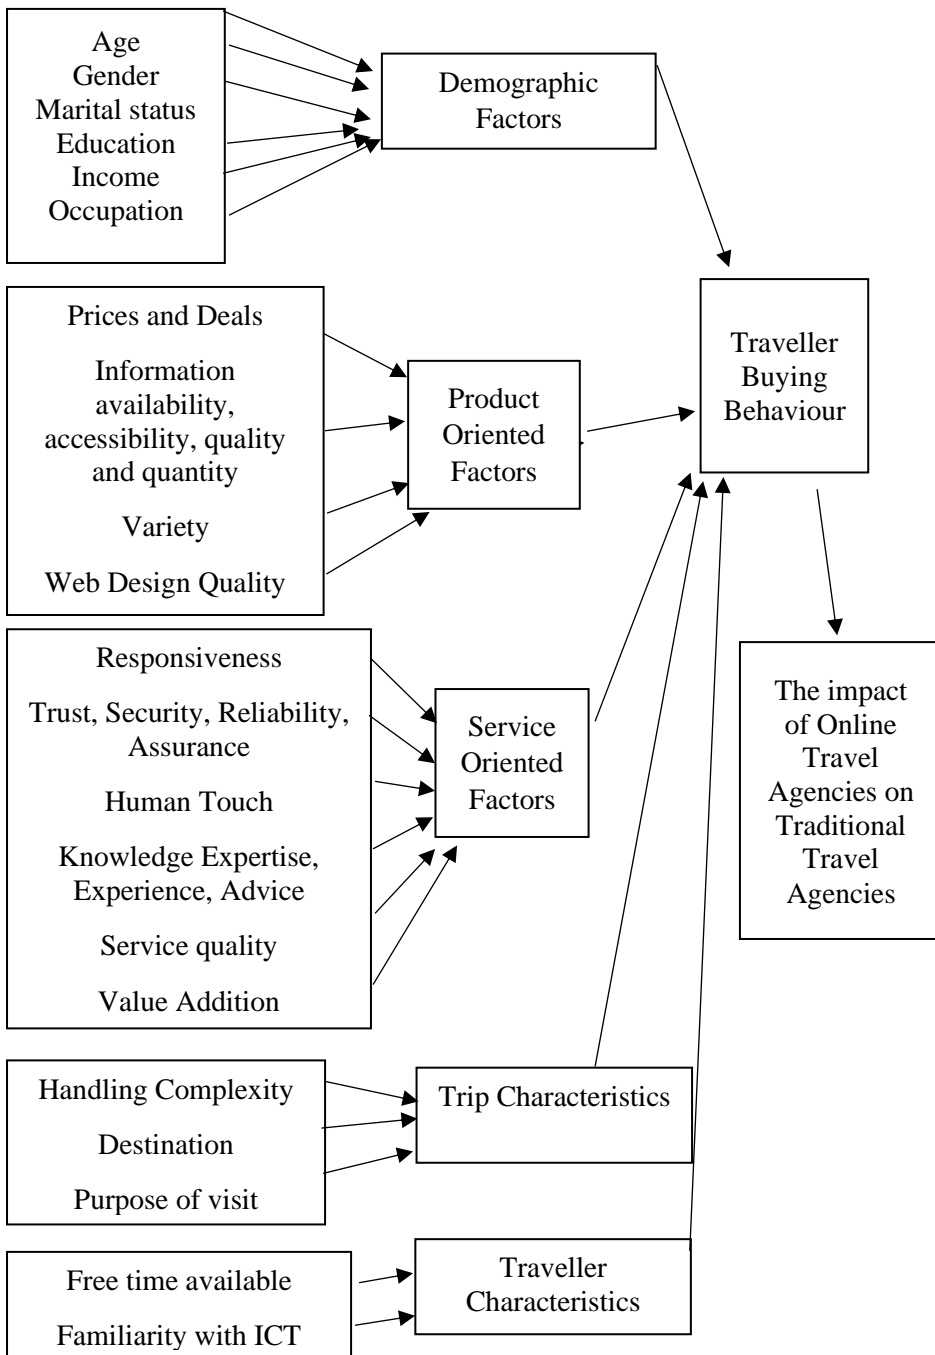 Age
Gender
Marital status
Education
Income
Occupation
Demographic
Factors
Prices and Deals
Information
availability,
accessibility, quality
and quantity
Variety
Web Design Quality
Product
Oriented
Factors
Traveller
Buying
Behaviour
Responsiveness
Trust, Security, Reliability,
Assurance
Human Touch
Knowledge Expertise,
Experience, Advice
Service quality
Value Addition
Service
Oriented
Factors
The impact
of Online
Travel
Agencies on
Traditional
Travel
Agencies
Handling Complexity
Destination
Purpose of visit
Trip Characteristics
Free time available
Familiarity with ICT
Traveller
Characteristics